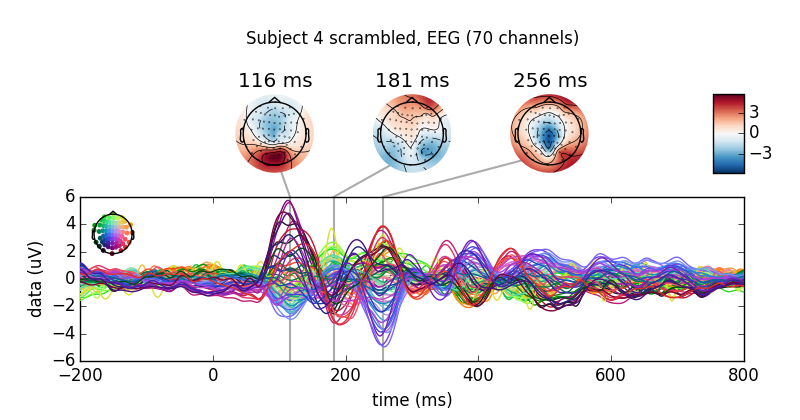 Subject 4 scrambled, EEG (70 channels)
116 ms
181 ms
256 ms
3
0
−3
6
4
2
0
−2
−4
−6
data (uV)
−200
0
200
400
600
800
time (ms)